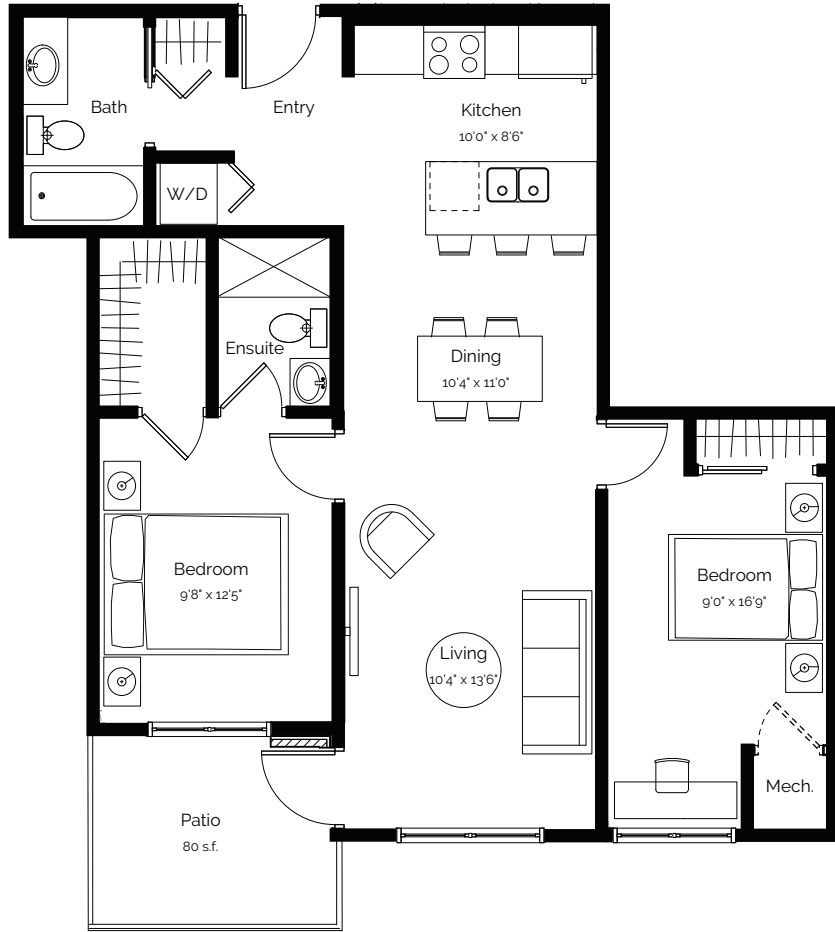 Bath
Entry
Kitchen
10'0" x 8'6"
W/D
Ensuite
Dining
10'4" x 11'0"
Bedroom
9'8" x 12'5"
Bedroom
9'0" x 16'9"
Living
10'4" x 13'6"
Mech.
Patio
80 s.f.